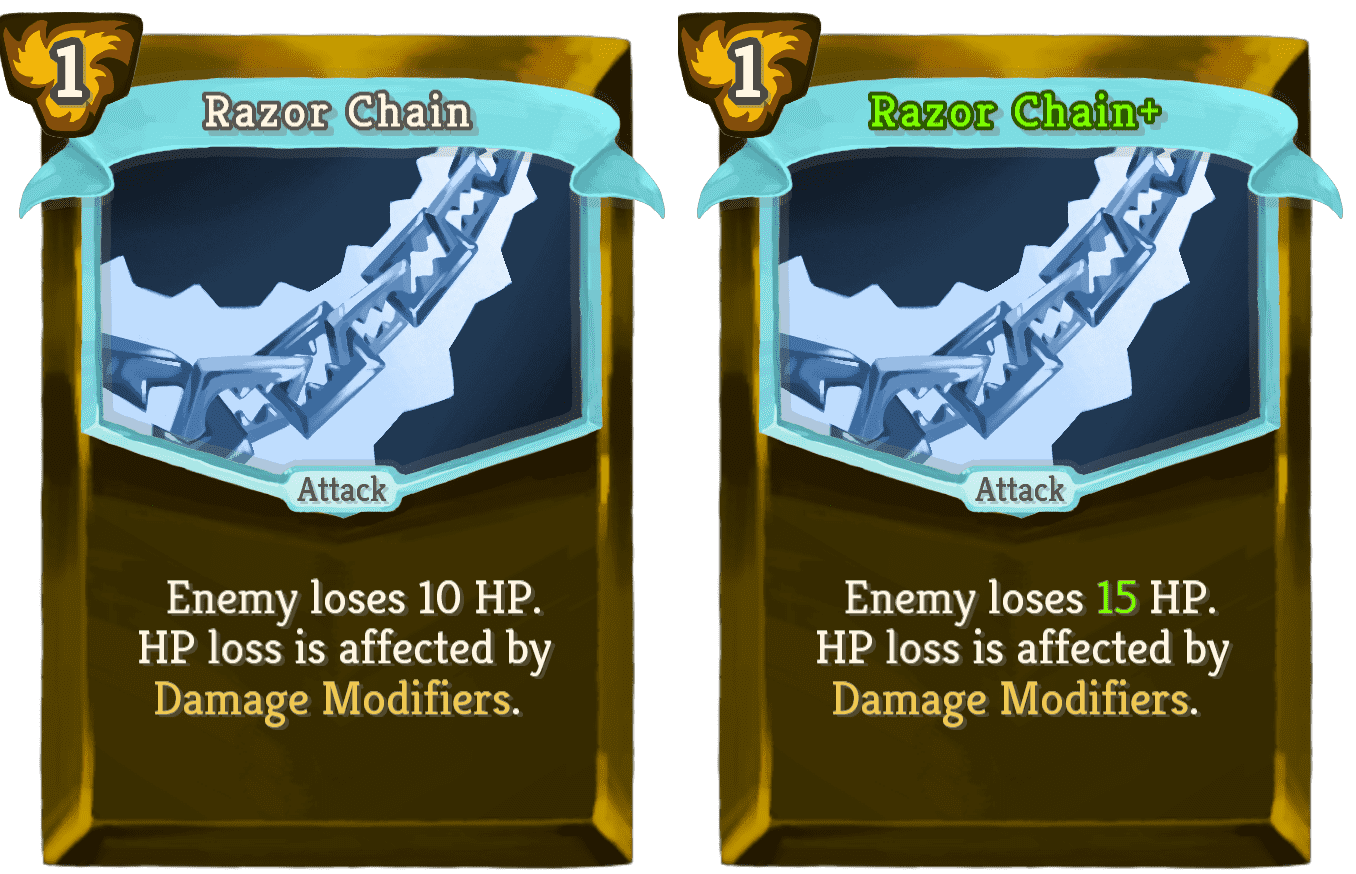 1
Razor Chain
Attack
Enemy loses 10 HP.
HP loss is affected by
Damage Modifiers.
1
Razor Chain+
Attack
Enemy loses 15 HP.
HP loss is affected by
Damage Modifiers.